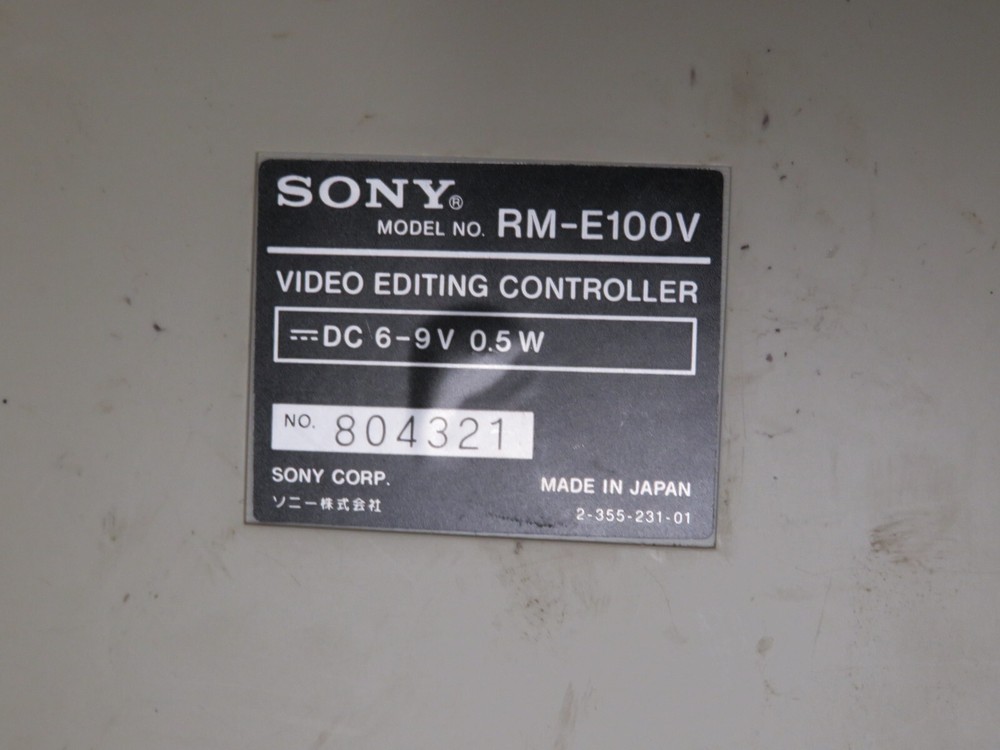 SONY®
MODEL NO. RM-E100V
VIDEO EDITING CONTROLLER
⎓DC 6-9V 0.5W
NO. 804321
SONY CORP.
ソニー株式会社
MADE IN JAPAN
2-355-231-01